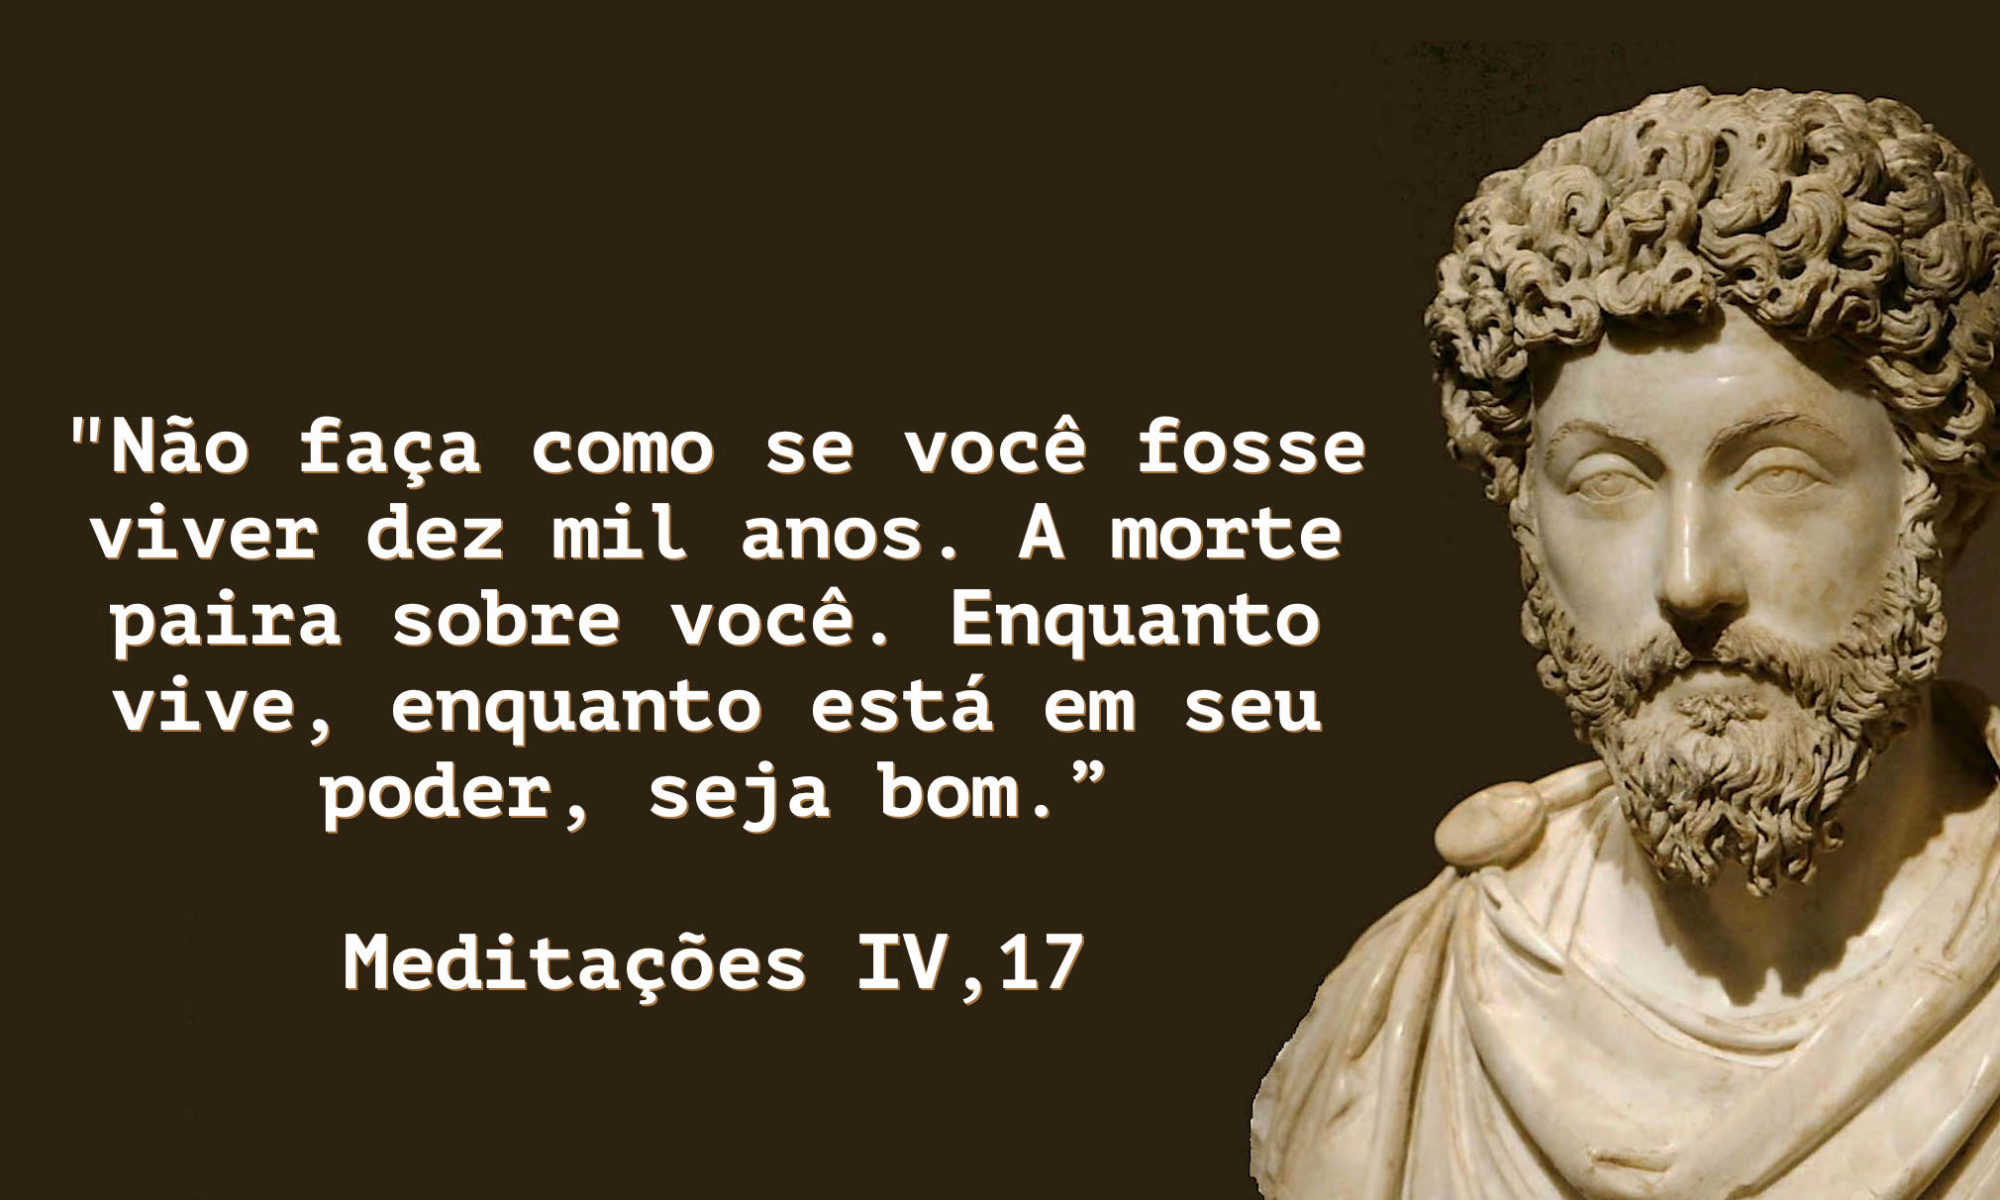 "Não faça como se você fosse
viver dez mil anos. A morte
paira sobre você. Enquanto
vive, enquanto está em seu
poder, seja bom.”
Meditações IV,17